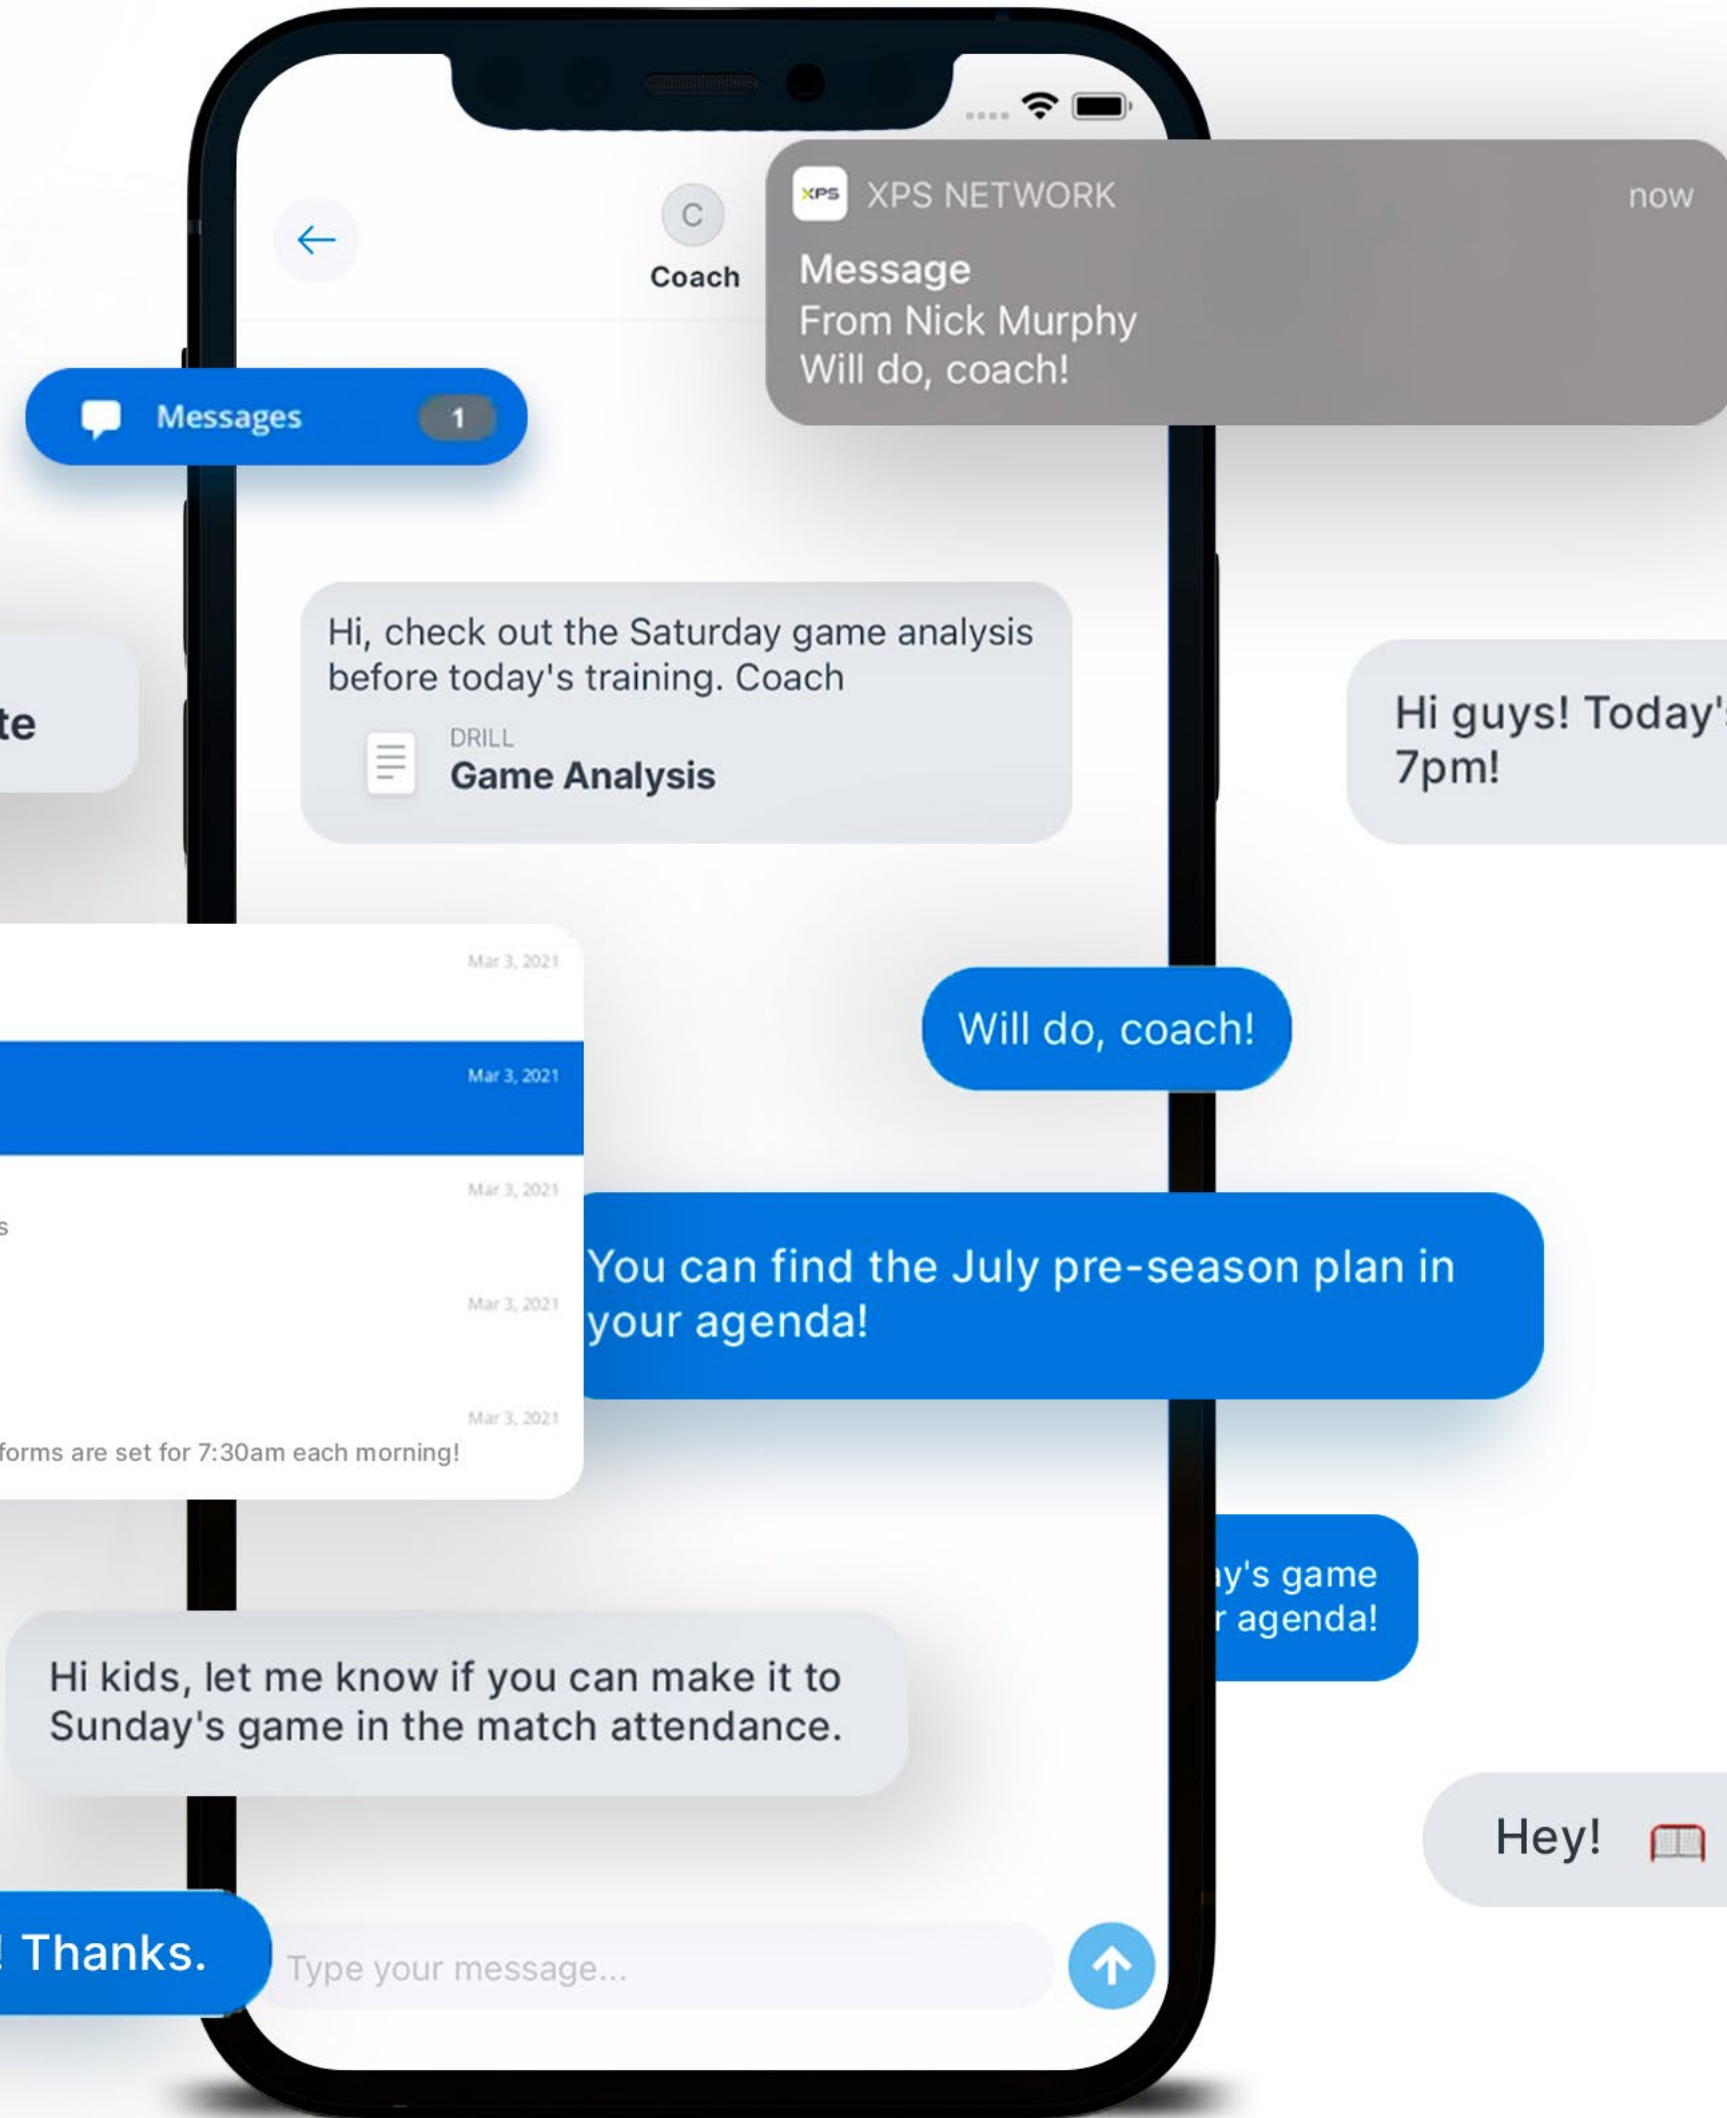 C
Coach
XPS XPS NETWORK now
Message
From Nick Murphy
Will do, coach!
Messages 1
Hi, check out the Saturday game analysis
before today's training. Coach
DRILL
Game Analysis
te
Hi guys! Today's
7pm!
Mar 3, 2021
Will do, coach!
Mar 3, 2021
Mar 3, 2021
s
You can find the July pre-season plan in
your agenda!
Mar 3, 2021
Mar 3, 2021
forms are set for 7:30am each morning!
ay's game
r agenda!
Hi kids, let me know if you can make it to
Sunday's game in the match attendance.
Hey!
! Thanks.
Type your message...